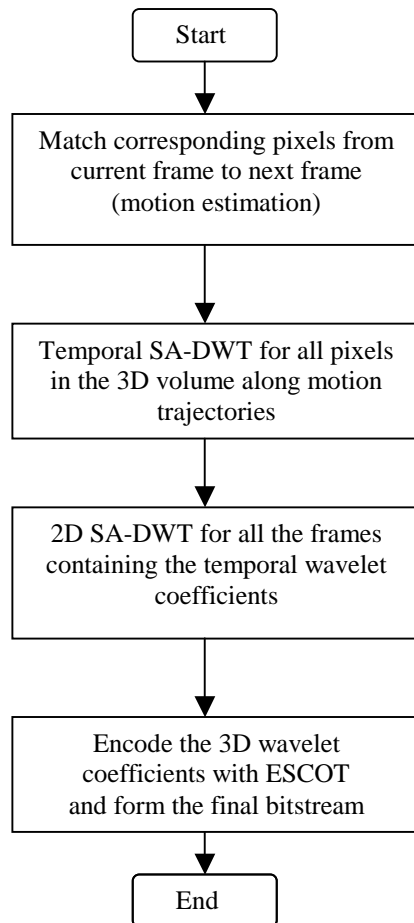 Start
Match corresponding pixels from
current frame to next frame
(motion estimation)
Temporal SA-DWT for all pixels
in the 3D volume along motion
trajectories
2D SA-DWT for all the frames
containing the temporal wavelet
coefficients
Encode the 3D wavelet
coefficients with ESCOT
and form the final bitstream
End